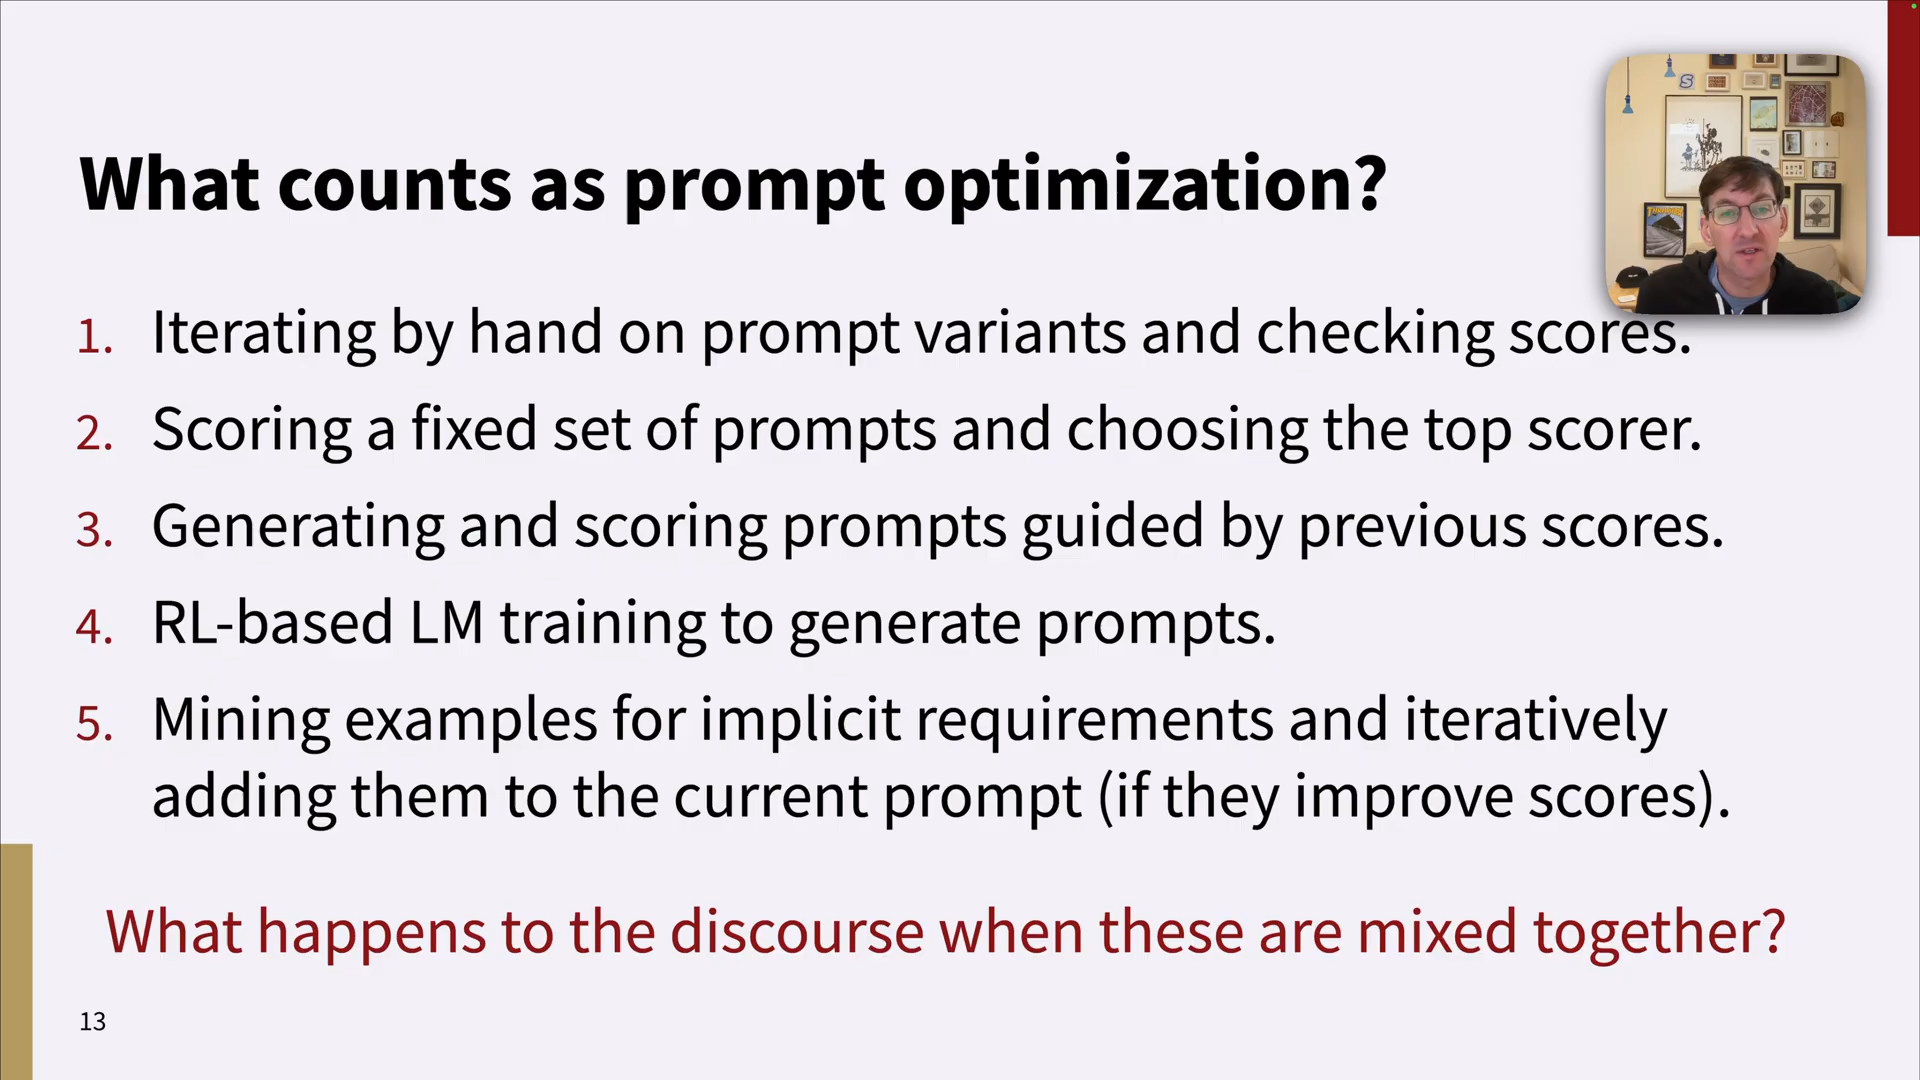 What counts as prompt optimization?
1. Iterating by hand on prompt variants and checking scores.
2. Scoring a fixed set of prompts and choosing the top scorer.
3. Generating and scoring prompts guided by previous scores.
4. RL-based LM training to generate prompts.
5. Mining examples for implicit requirements and iteratively
adding them to the current prompt (if they improve scores).
What happens to the discourse when these are mixed together?
13